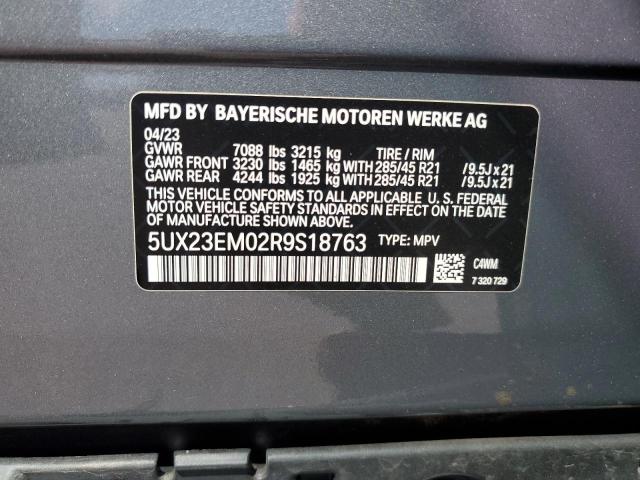 MFD BY BAYERISCHE MOTOREN WERKE AG
04/23
GVWR 7088 lbs 3215 kg TIRE / RIM
GAWR FRONT 3230 lbs 1465 kg WITH 285/45 R21 /9.5J x 21
GAWR REAR 4244 lbs 1925 kg WITH 285/45 R21 /9.5J x 21
THIS VEHICLE CONFORMS TO ALL APPLICABLE U. S. FEDERAL
MOTOR VEHICLE SAFETY STANDARDS IN EFFECT ON THE DATE OF
MANUFACTURE SHOWN ABOVE.
5UX23EM02R9S18763 TYPE: MPV
C4WM
7 320 729